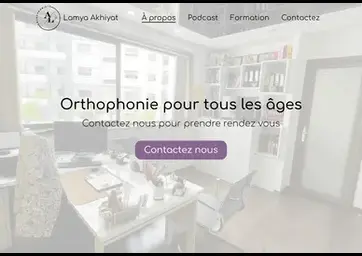 Lamya Akhiyat
À propos
Podcast
Formation
Contactez
Orthophonie pour tous les âges
Contactez nous pour prendre rendez vous
Contactez nous